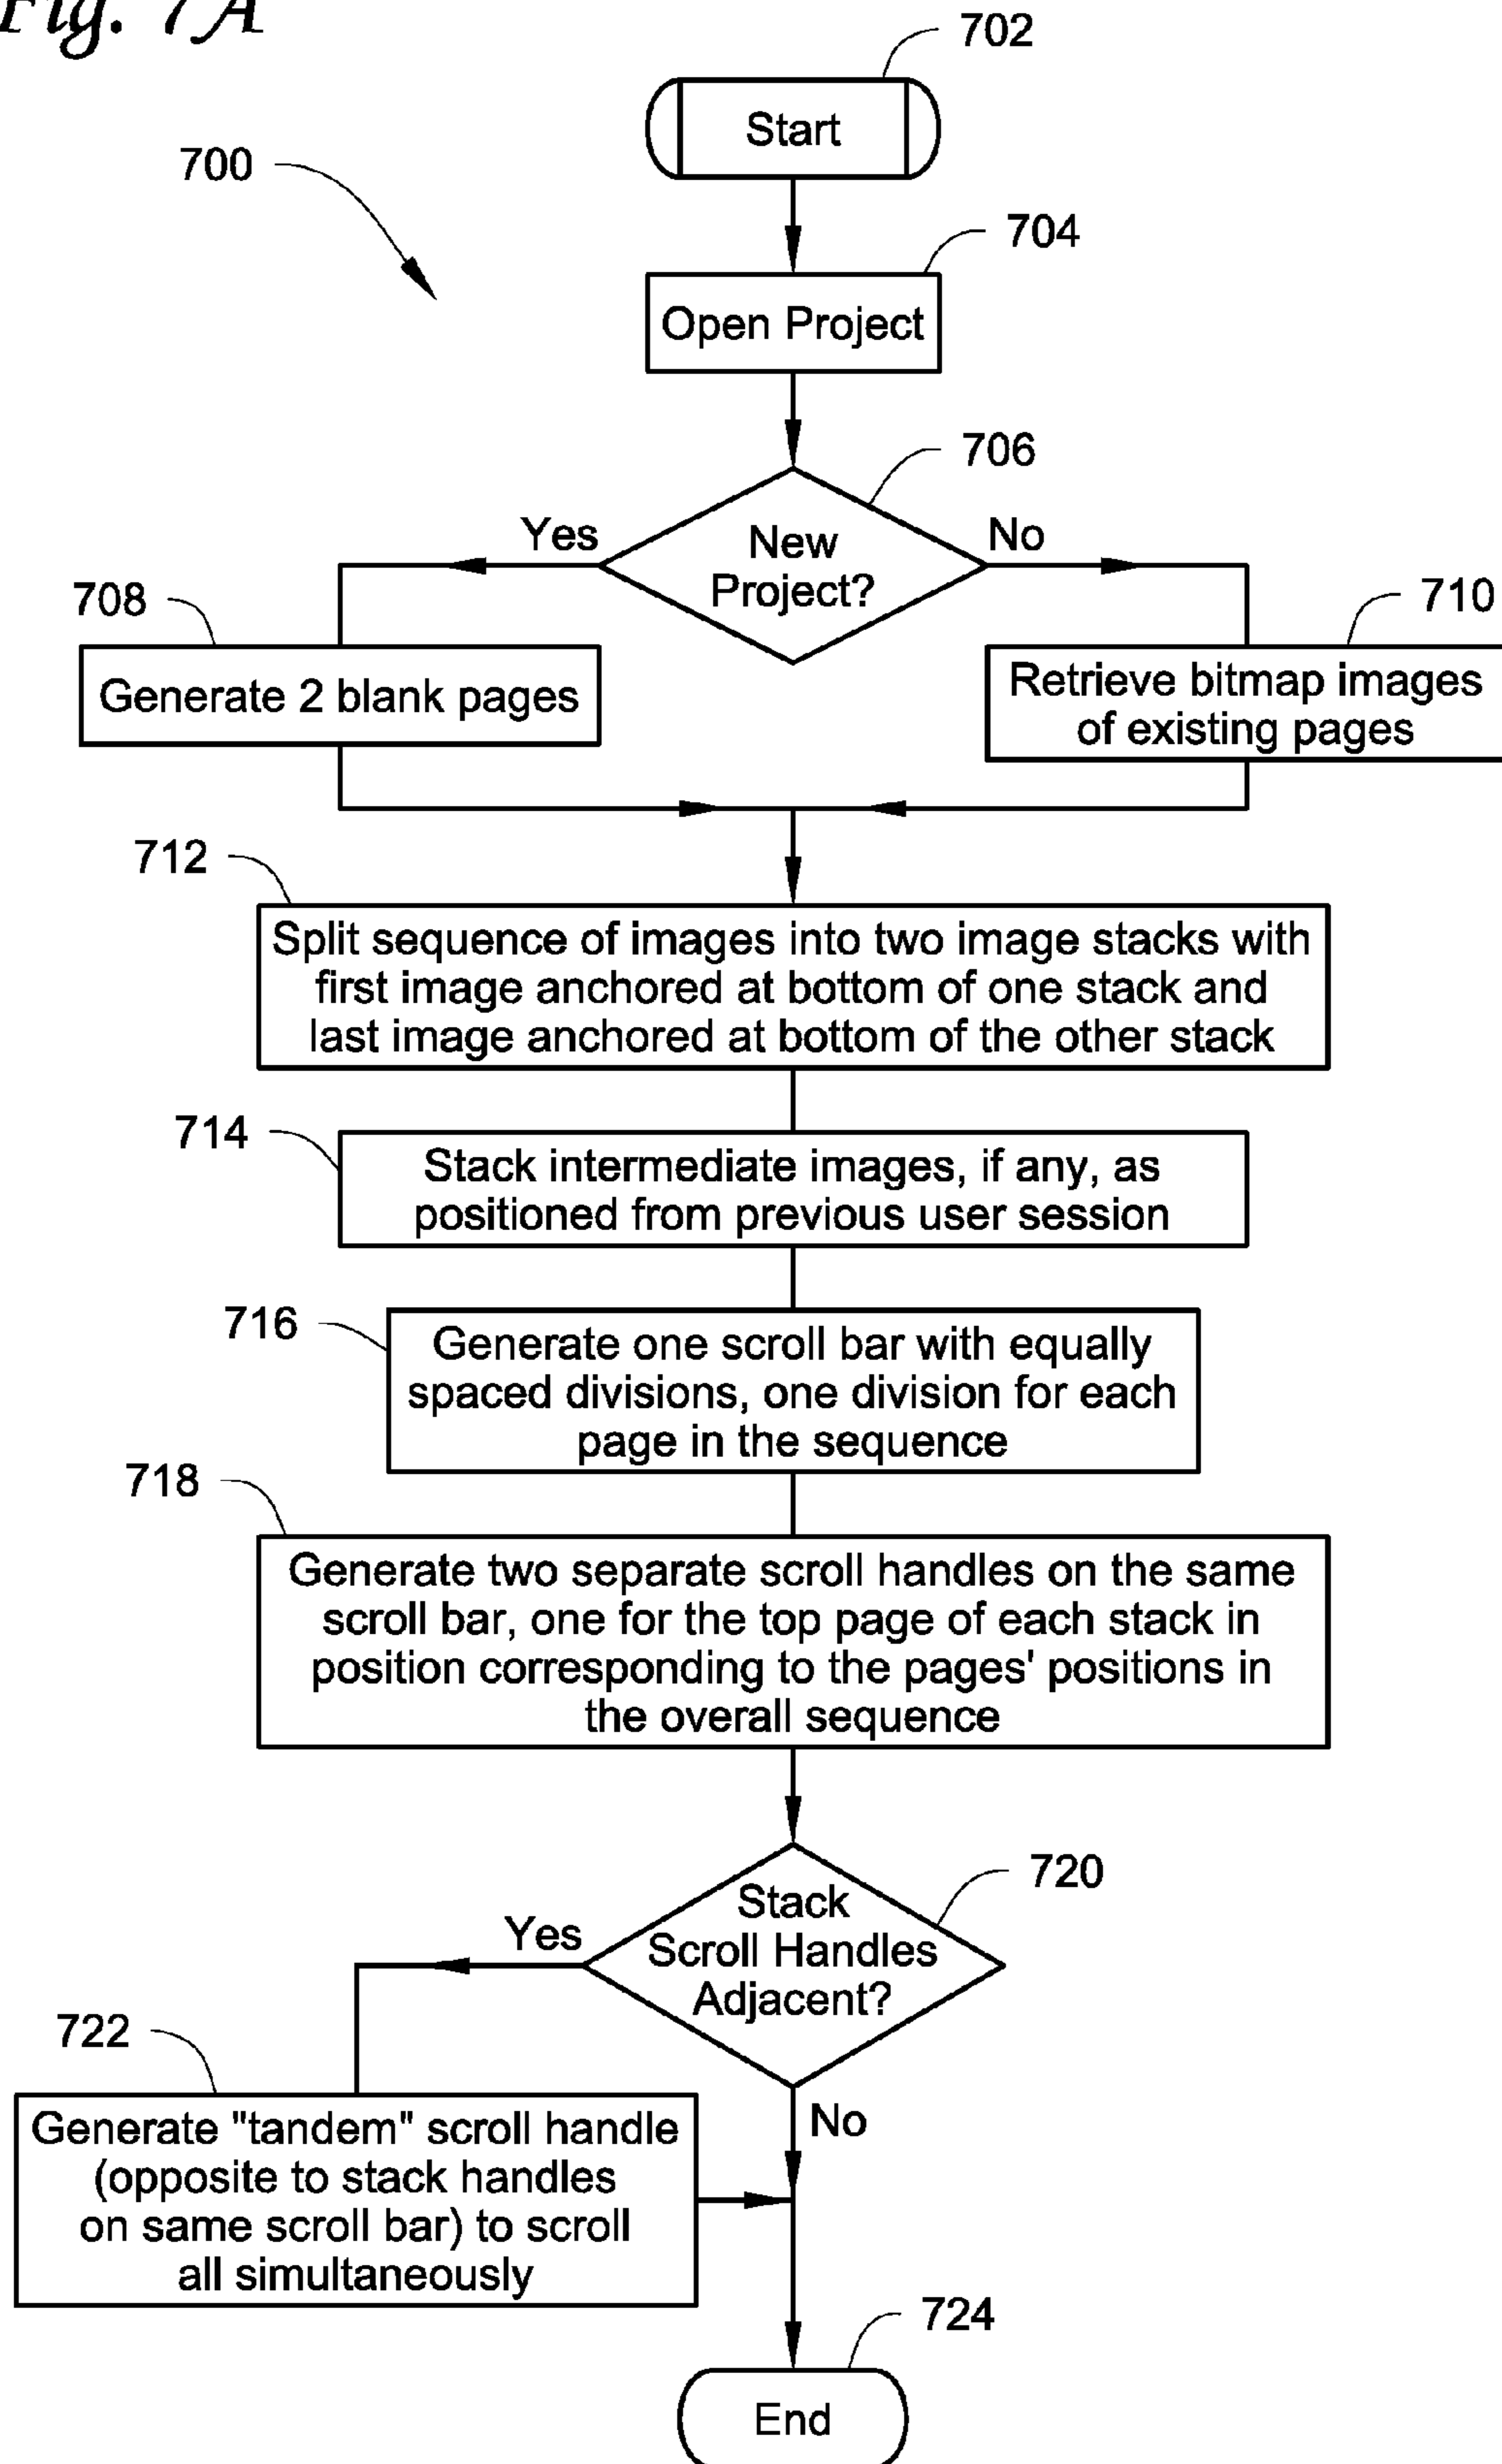 Fig. 7A
702
Start
700
704
Open Project
706
Yes
New
Project?
No
708
Generate 2 blank pages
710
Retrieve bitmap images
of existing pages
712
Split sequence of images into two image stacks with
first image anchored at bottom of one stack and
last image anchored at bottom of the other stack
714
Stack intermediate images, if any, as
positioned from previous user session
716
Generate one scroll bar with equally
spaced divisions, one division for each
page in the sequence
718
Generate two separate scroll handles on the same
scroll bar, one for the top page of each stack in
position corresponding to the pages' positions in
the overall sequence
720
Stack
Scroll Handles
Adjacent?
Yes
722
Generate "tandem" scroll handle
(opposite to stack handles
on same scroll bar) to scroll
all simultaneously
No
724
End